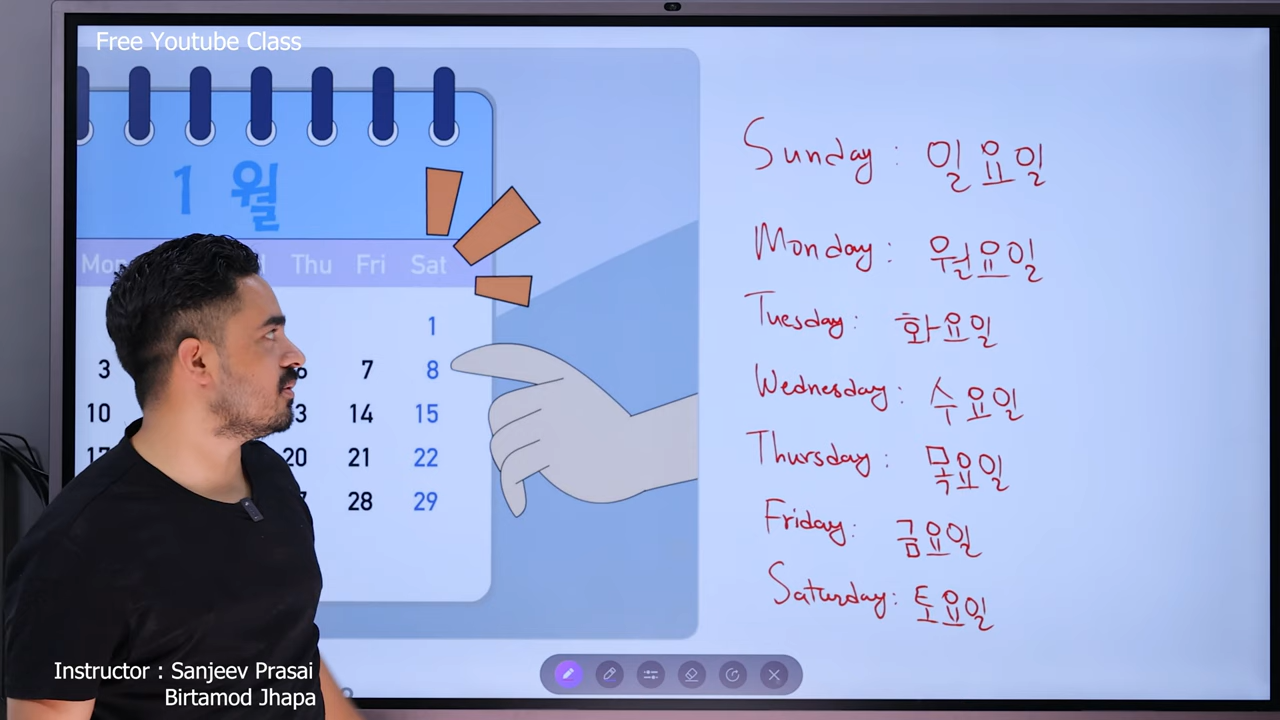 Free Youtube Class
1 월
Mon Thu Fri Sat
1
3 7 8
10 14 15
20 21 22
28 29
Sunday : 일요일
Monday : 월요일
Tuesday : 화요일
Wednesday : 수요일
Thursday : 목요일
Friday : 금요일
Saturday : 토요일
Instructor : Sanjeev Prasai
Birtamod Jhapa